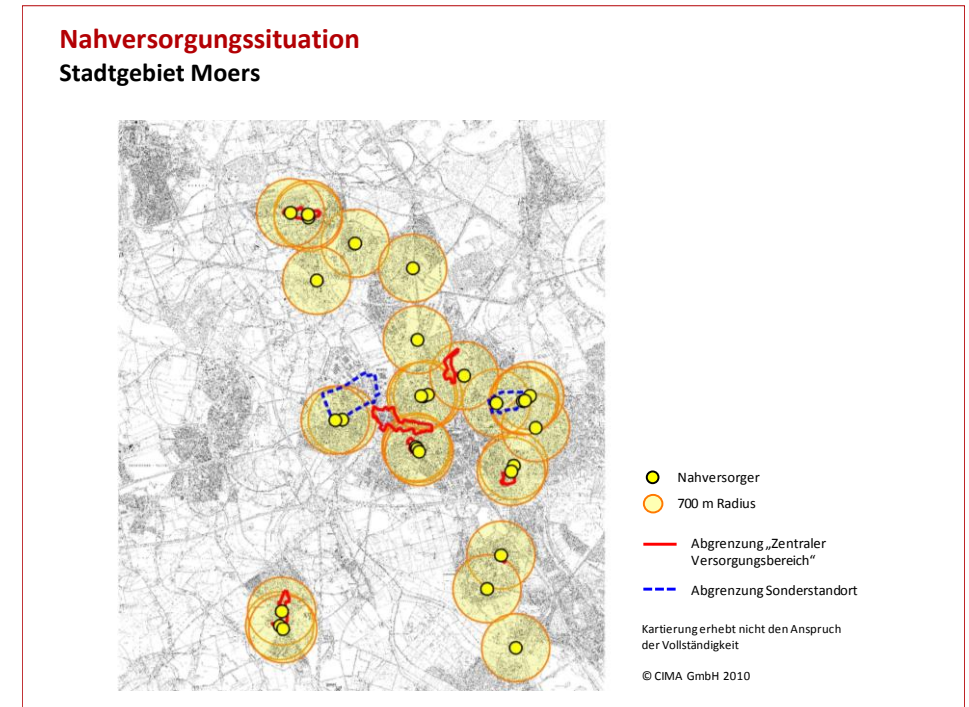 Nahversorgungssituation
Stadtgebiet Moers
Nahversorger
700 m Radius
Abgrenzung „Zentraler
Versorgungsbereich“
Abgrenzung Sonderstandort
Kartierung erhebt nicht den Anspruch
der Vollständigkeit
© CIMA GmbH 2010